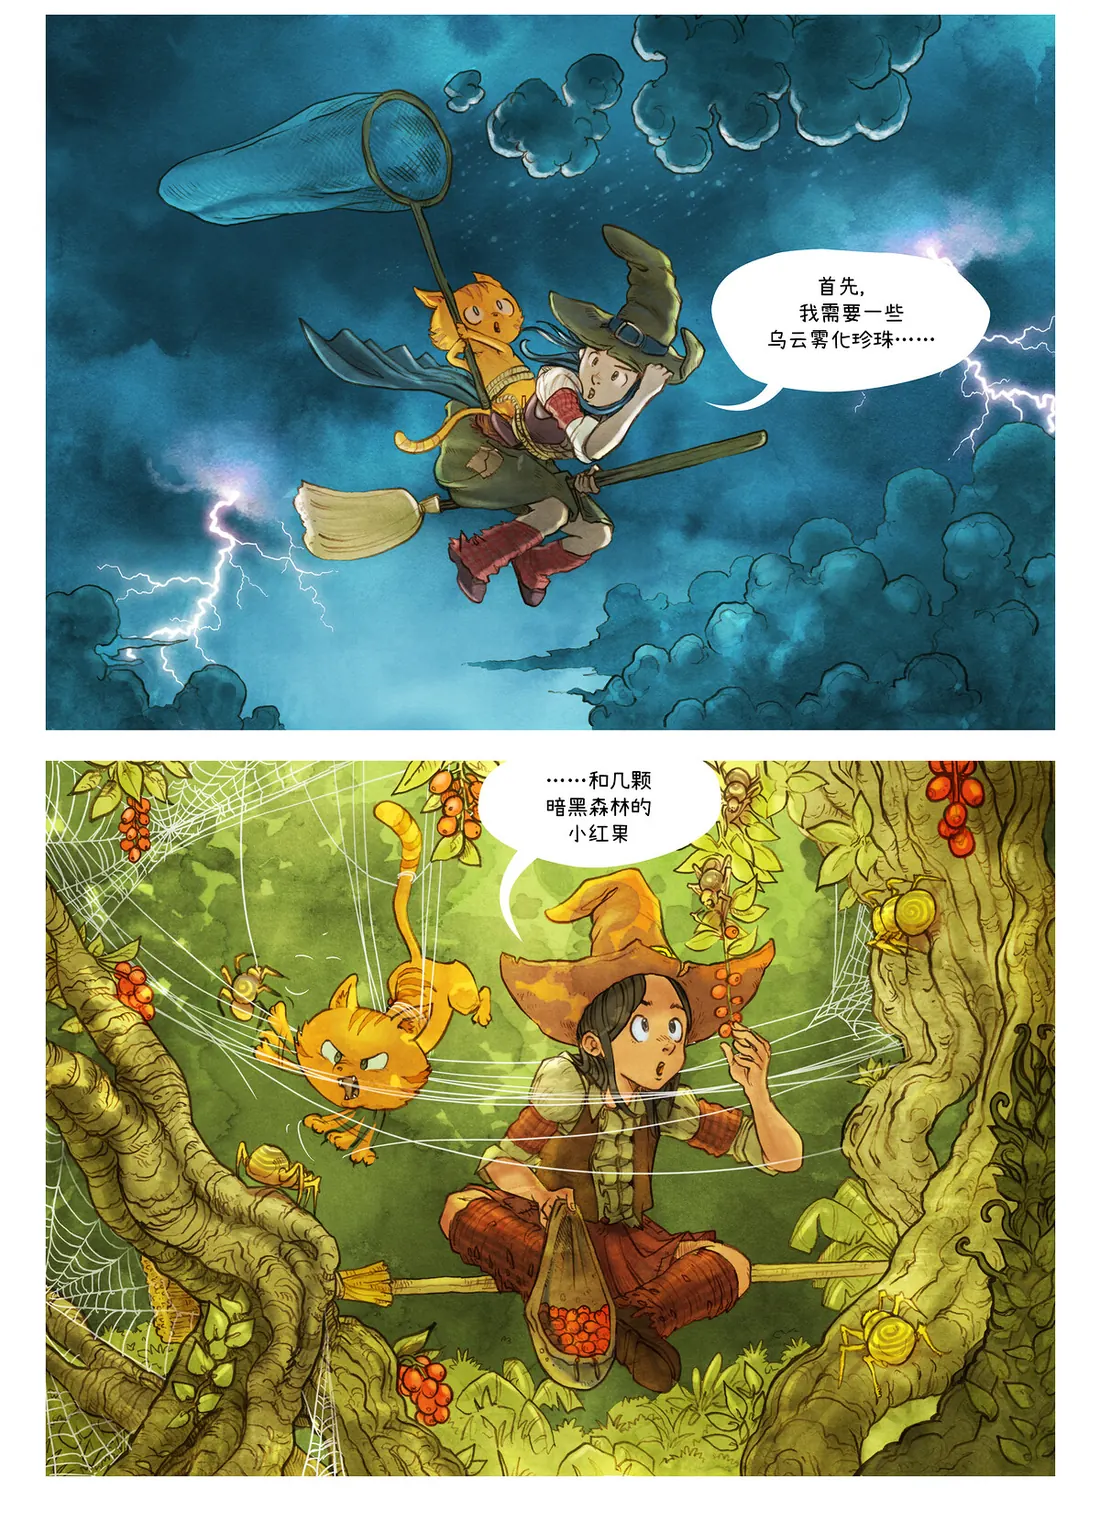 首先,
我需要一些
乌云雾化珍珠……
……和几颗
暗黑森林的
小红果